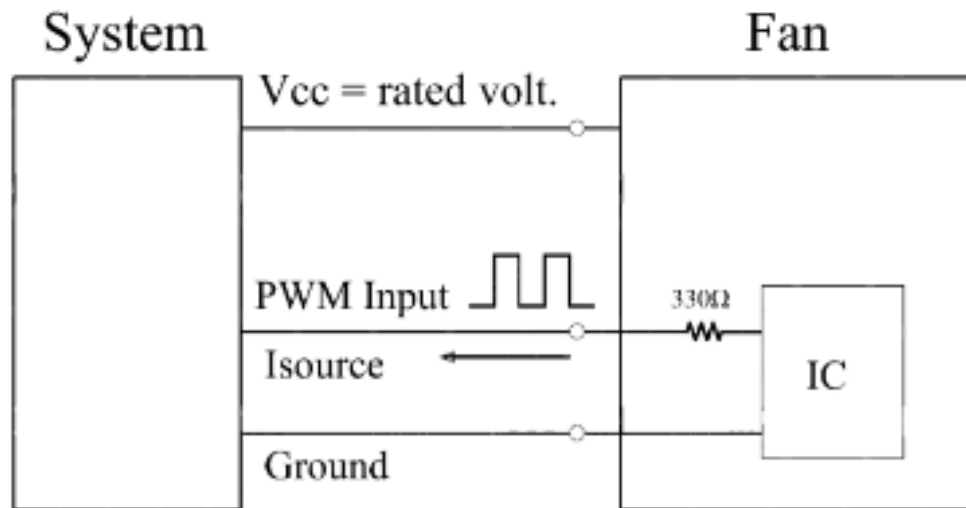 System
Fan
Vcc = rated volt.
PWM Input
330Ω
Isource
IC
Ground